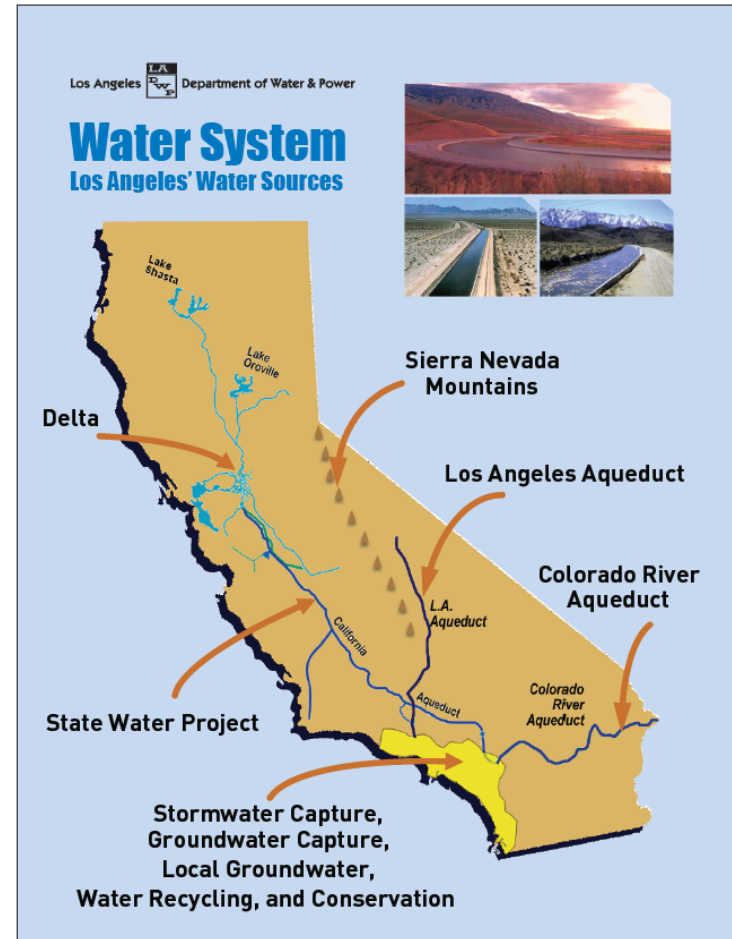 Los Angeles LA DWP Department of Water & Power
Water System
Los Angeles' Water Sources
Lake
Shasta
Lake
Oroville
Sierra Nevada
Mountains
Delta
Los Angeles Aqueduct
Colorado River
Aqueduct
L.A.
Aqueduct
California
Aqueduct
Colorado
River
Aqueduct
State Water Project
Stormwater Capture,
Groundwater Capture,
Local Groundwater,
Water Recycling, and Conservation